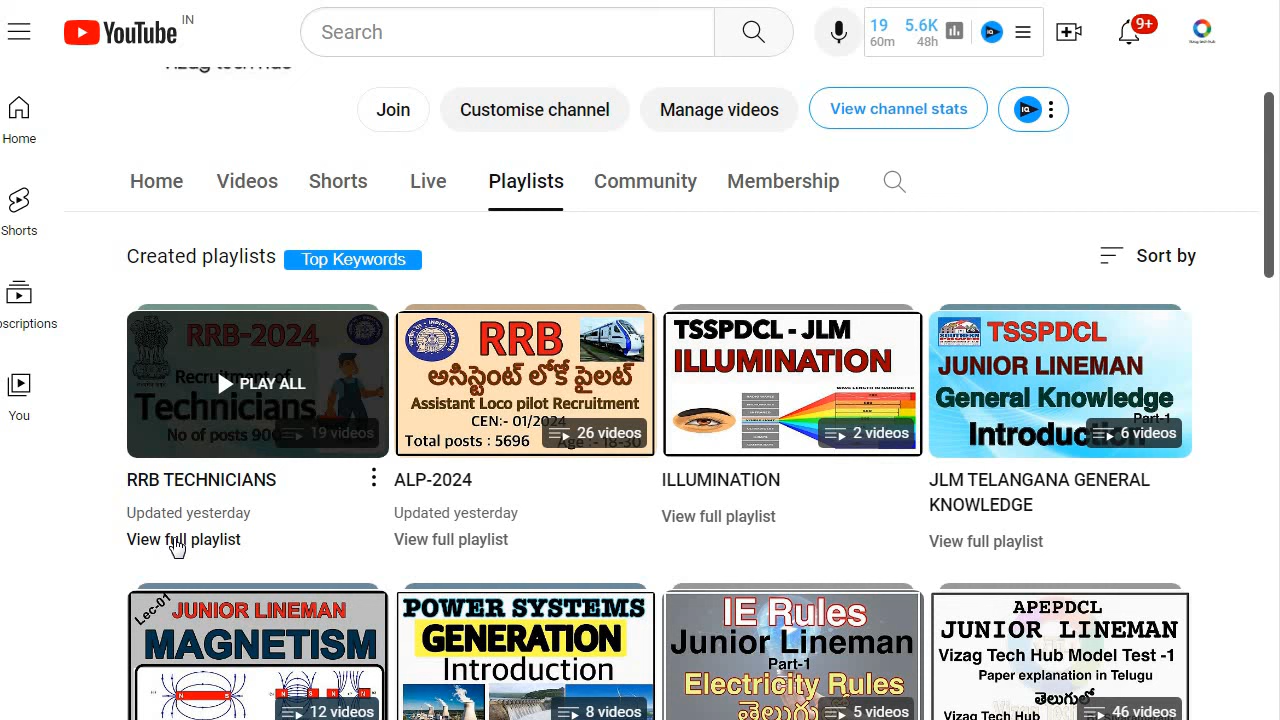 YouTube IN
Search
19 60m
5.6K 48h
9+
Join
Customise channel
Manage videos
View channel stats
Home
Shorts
You
Home Videos Shorts Live Playlists Community Membership
Created playlists
Top Keywords
Sort by
RRB-2024
Recruitment of
Technicians
PLAY ALL
19 videos
RRB TECHNICIANS
Updated yesterday
View full playlist
RRB
అసిస్టెంట్ లోకో పైలట్
Assistant Loco pilot Recruitment
CEN:- 01/2024
Total posts : 5696
Age :- 18-30
26 videos
ALP-2024
Updated yesterday
View full playlist
TSSPDCL - JLM
ILLUMINATION
2 videos
ILLUMINATION
View full playlist
TSSPDCL
JUNIOR LINEMAN
General Knowledge
Part-1
6 videos
JLM TELANGANA GENERAL
KNOWLEDGE
View full playlist
Lec-01
JUNIOR LINEMAN
MAGNETISM
12 videos
POWER SYSTEMS
GENERATION
Introduction
8 videos
IE Rules
Junior Lineman
Part-1
Electricity Rules
5 videos
APEPDCL
JUNIOR LINEMAN
Vizag Tech Hub Model Test -1
Paper explanation in Telugu
తెలుగులో
Vizag Tech Hub
46 videos